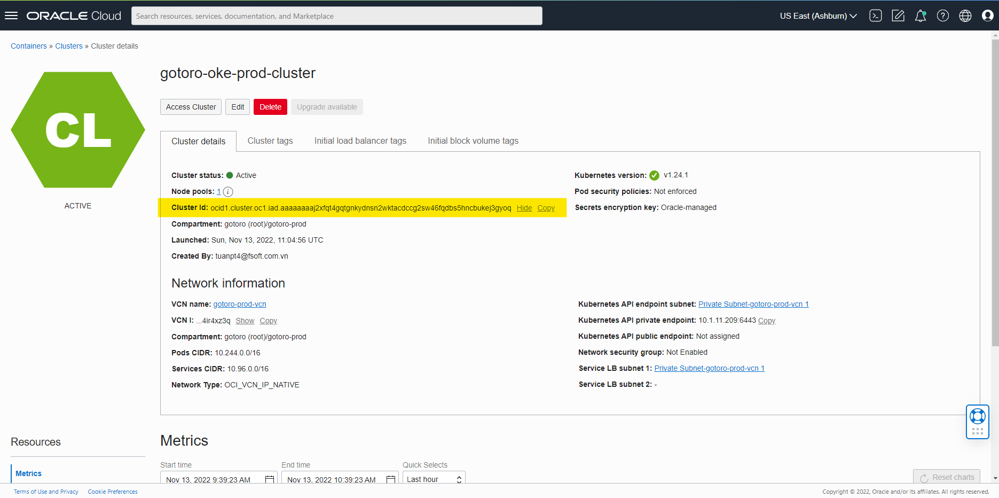 ORACLE Cloud
Search resources, services, documentation, and Marketplace
US East (Ashburn)
Containers » Clusters » Cluster details
CL
ACTIVE
gotoro-oke-prod-cluster
Access Cluster Edit Delete Upgrade available
Cluster details Cluster tags Initial load balancer tags Initial block volume tags
Cluster status: Active
Node pools: 1
Cluster Id: ocid1.cluster.oc1.iad.aaaaaaaaj2xfqt4gqtgnkydnsn2wktacdccg2sw46fqdbs5hncbukej3gyoq Hide Copy
Compartment: gotoro (root)/gotoro-prod
Launched: Sun, Nov 13, 2022, 11:04:56 UTC
Created By: tuanpt4@fsoft.com.vn
Kubernetes version: v1.24.1
Pod security policies: Not enforced
Secrets encryption key: Oracle-managed
Network information
VCN name: gotoro-prod-vcn
VCN I: ...4ir4xz3q Show Copy
Compartment: gotoro (root)/gotoro-prod
Pods CIDR: 10.244.0.0/16
Services CIDR: 10.96.0.0/16
Network Type: OCI_VCN_IP_NATIVE
Kubernetes API endpoint subnet: Private Subnet-gotoro-prod-vcn 1
Kubernetes API private endpoint: 10.1.11.209:6443 Copy
Kubernetes API public endpoint: Not assigned
Network security group: Not Enabled
Service LB subnet 1: Private Subnet-gotoro-prod-vcn 1
Service LB subnet 2: -
Resources
Metrics
Metrics
Start time End time Quick Selects
Nov 13, 2022 9:39:23 AM Nov 13, 2022 10:39:23 AM Last hour
Reset charts
Terms of Use and Privacy Cookie Preferences
Copyright © 2022, Oracle and/or its affiliates. All rights reserved.